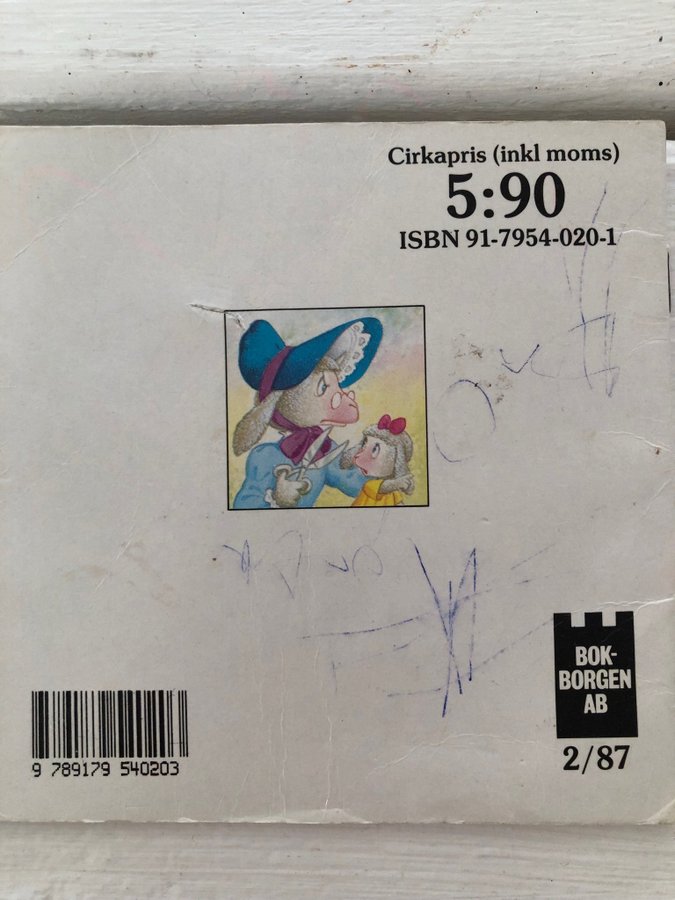 Cirkapris (inkl moms)
5:90
ISBN 91-7954-020-1
BOK-
BORGEN
AB
2/87
9 789179 540203